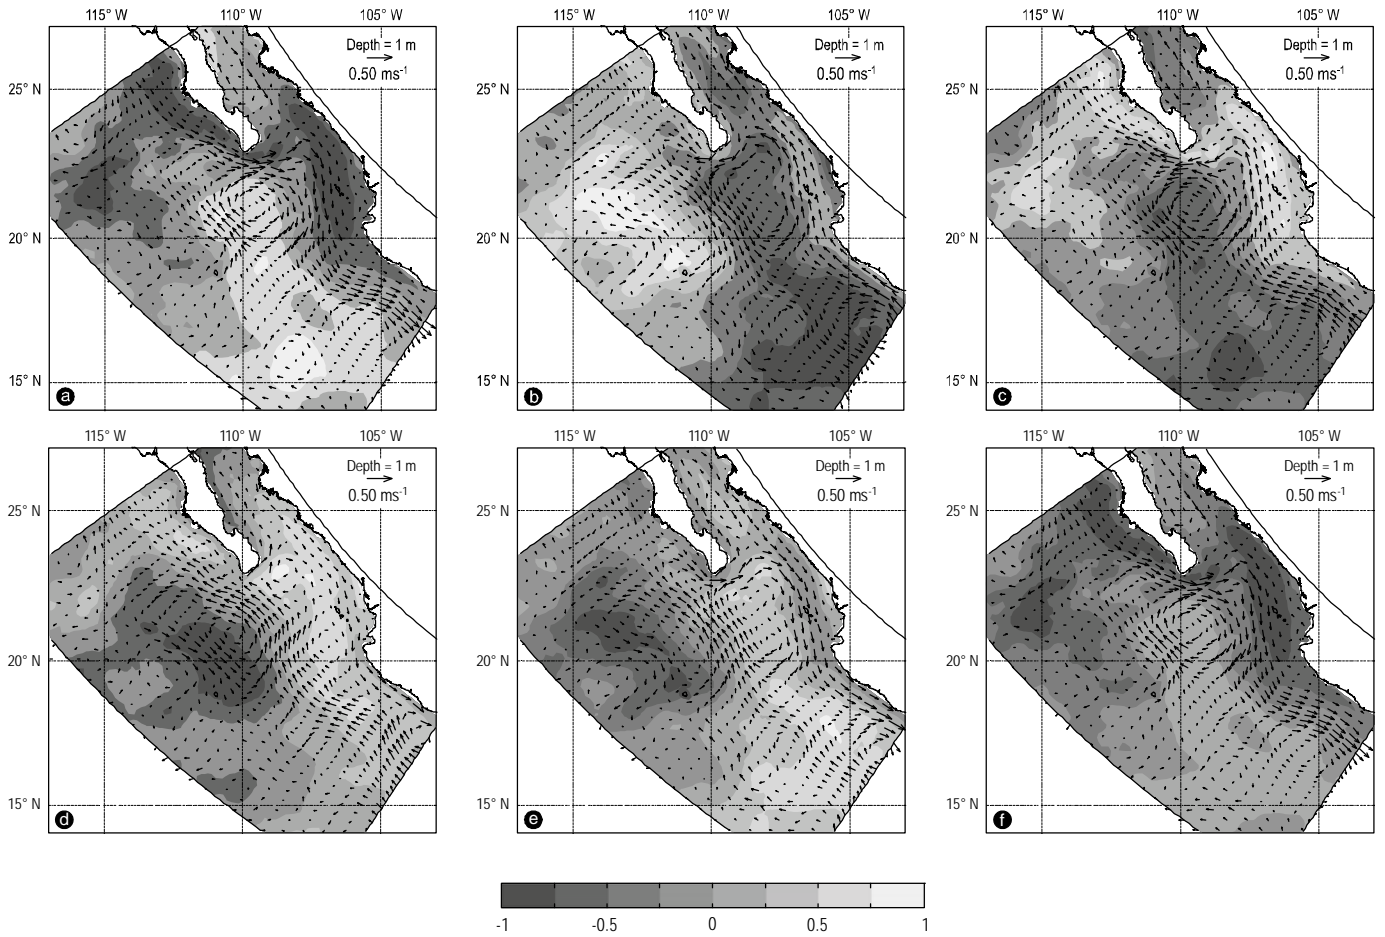 115° W 110° W 105° W 115° W 110° W 105° W 115° W 110° W 105° W
Depth = 1 m Depth = 1 m Depth = 1 m
0.50 ms-1 0.50 ms-1 0.50 ms-1
25° N 25° N 25° N
20° N 20° N 20° N
15° N 15° N 15° N
a b c
115° W 110° W 105° W 115° W 110° W 105° W 115° W 110° W 105° W
Depth = 1 m Depth = 1 m Depth = 1 m
0.50 ms-1 0.50 ms-1 0.50 ms-1
25° N 25° N 25° N
20° N 20° N 20° N
15° N 15° N 15° N
d e f
-1 -0.5 0 0.5 1